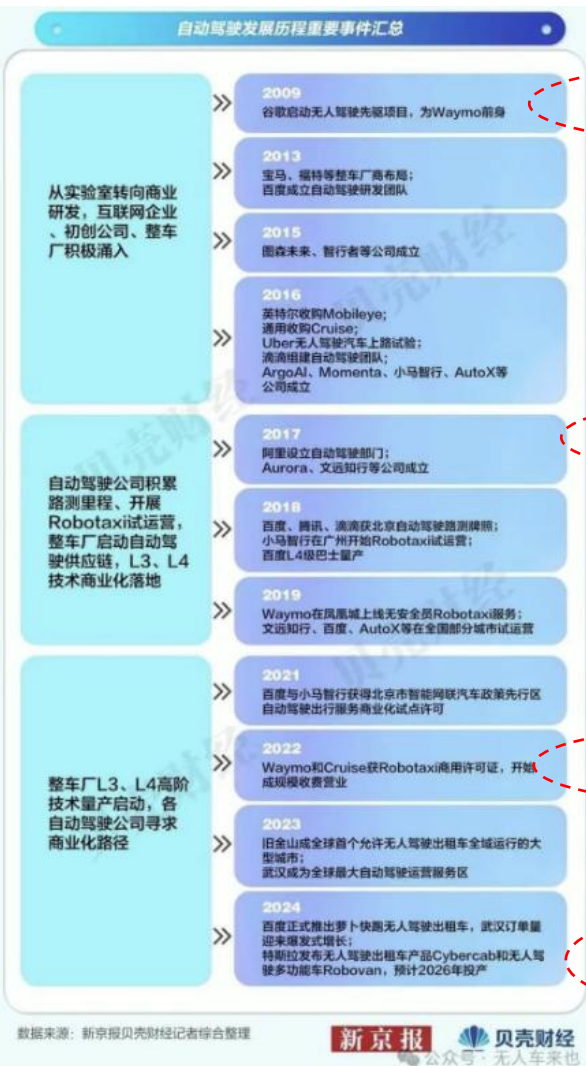 自动驾驶发展历程重要事件汇总
从实验室转向商业
研发，互联网企业
、初创公司、整车
厂积极涌入
2009
谷歌启动无人驾驶先驱项目，为Waymo前身
2013
宝马、福特等整车厂商布局；
百度成立自动驾驶研发团队
2015
图森未来、智行者等公司成立
2016
英特尔收购Mobileye;
通用收购Cruise;
Uber无人驾驶汽车上路试验；
滴滴组建自动驾驶团队；
ArgoAI、Momenta、小马智行、AutoX等
公司成立
自动驾驶公司积累
路测里程、开展
Robotaxi试运营，
整车厂启动自动驾
驶供应链，L3、L4
技术商业化落地
2017
阿里设立自动驾驶部门；
Aurora、文远知行等公司成立
2018
百度、腾讯、滴滴获北京自动驾驶路测牌照；
小马智行在广州开始Robotaxi试运营；
百度L4级巴士量产
2019
Waymo在凤凰城上线无安全员Robotaxi服务；
文远知行、百度、AutoX等在全国部分城市试运营
整车厂L3、L4高阶
技术量产启动，各
自动驾驶公司寻求
商业化路径
2021
百度与小马智行获得北京市智能网联汽车政策先行区
自动驾驶出行服务商业化试点许可
2022
Waymo和Cruise获Robotaxi商用许可证，开始
成规模收费营业
2023
旧金山成全球首个允许无人驾驶出租车全域运行的大
型城市；
武汉成为全球最大自动驾驶运营服务区
2024
百度正式推出萝卜快跑无人驾驶出租车，武汉订单量
迎来爆发式增长；
特斯拉发布无人驾驶出租车产品Cybercab和无人驾
驶多功能车Robovan，预计2026年投产
数据来源：新京报贝壳财经记者综合整理
新京报
贝壳财经
公众号·无人车来也
贝壳财经
贝壳财经
贝壳财经
贝壳财经